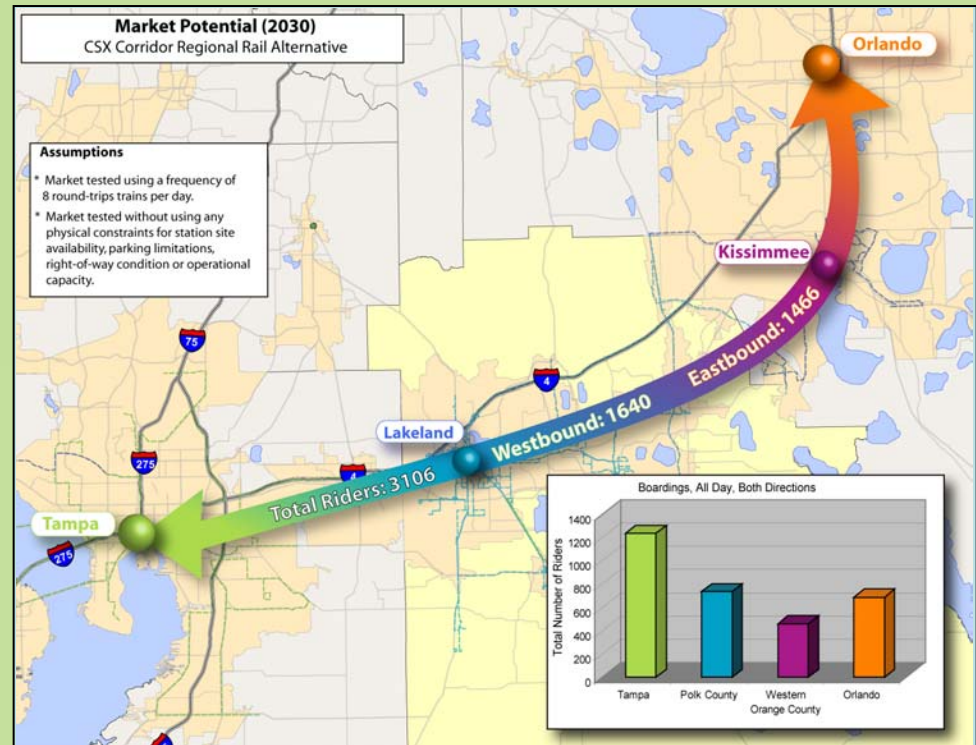 Market Potential (2030)
CSX Corridor Regional Rail Alternative
Orlando
Assumptions
* Market tested using a frequency of
8 round-trips trains per day.
* Market tested without using any
physical constraints for station site
availability, parking limitations,
right-of-way condition or operational
capacity.
Kissimmee
Eastbound: 1466
75
4
Westbound: 1640
Lakeland
275
4
Total Riders: 3106
Tampa
275
Boardings, All Day, Both Directions
Total Number of Riders
1400
1200
1000
800
600
400
200
0
Tampa
Polk County
Western
Orange County
Orlando